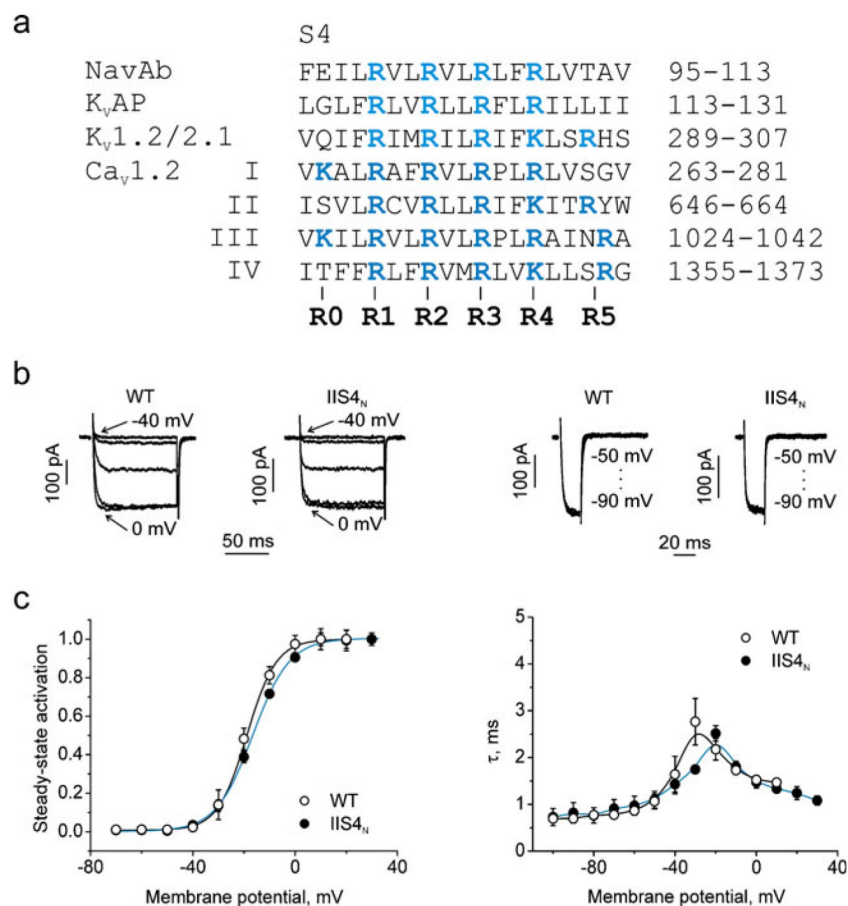 a
S4
NavAb FEILRVLRVLRLFRLVTAV 95-113
KVAP LGLFRLVRLLRFLRILLII 113-131
KV1.2/2.1 VQIFRIMRILRIFKLSRHS 289-307
CaV1.2 I VKALRAFRVLRPLRLVSGV 263-281
II ISVLRCVRLLRIFKITRYW 646-664
III VKILRVLRVLRPLRAINRA 1024-1042
IV ITFFRLFRVMRLVKLLSRG 1355-1373
R0 R1 R2 R3 R4 R5
b
WT IIS4N WT IIS4N
-40 mV -40 mV
100 pA 100 pA 100 pA 100 pA
-50 mV -50 mV
-90 mV -90 mV
0 mV 0 mV
50 ms 20 ms
c
Steady-state activation
1.0
0.8
0.6
0.4
0.2
0.0
WT
IIS4N
-80 -40 0 40
Membrane potential, mV
τ, ms
5
4
3
2
1
0
WT
IIS4N
-80 -40 0 40
Membrane potential, mV